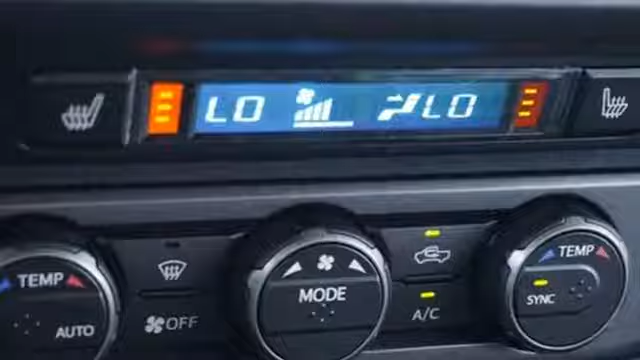 LO LO
TEMP
AUTO
OFF
MODE
A/C
TEMP
SYNC